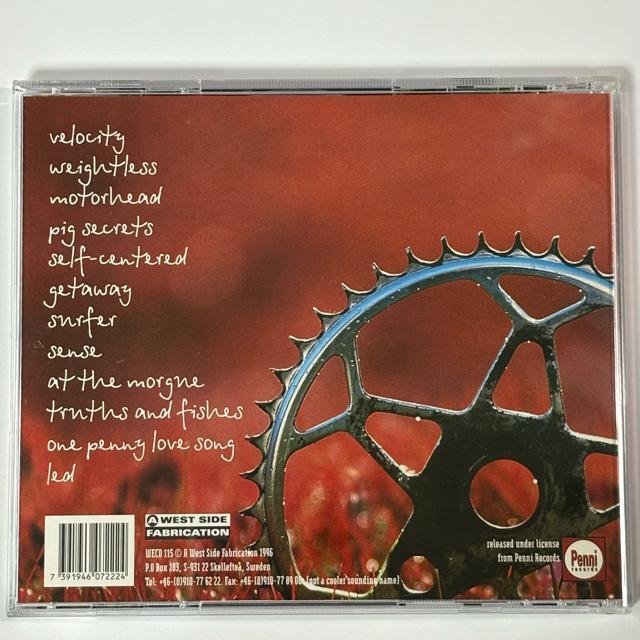 velocity
weightless
motorhead
pig secrets
self-centered
getaway
surfer
sense
at the morgue
truths and fishes
one penny love song
led
A WEST SIDE
FABRICATION
WECD 115 © A West Side Fabrication 1996
P.O Box 183, S-931 22 Skellefteå, Sweden
Tel: +46-(0)910-77 62 22. Fax: +46-(0)910-77 89 00 (not a cooler sounding name)
7 391946 072224
released under license
from Penni Records
Penni
records